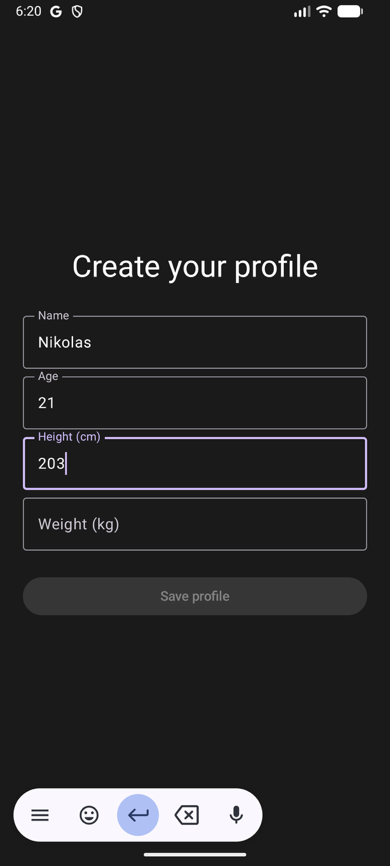 6:20
Create your profile
Name
Nikolas
Age
21
Height (cm)
203
Weight (kg)
Save profile